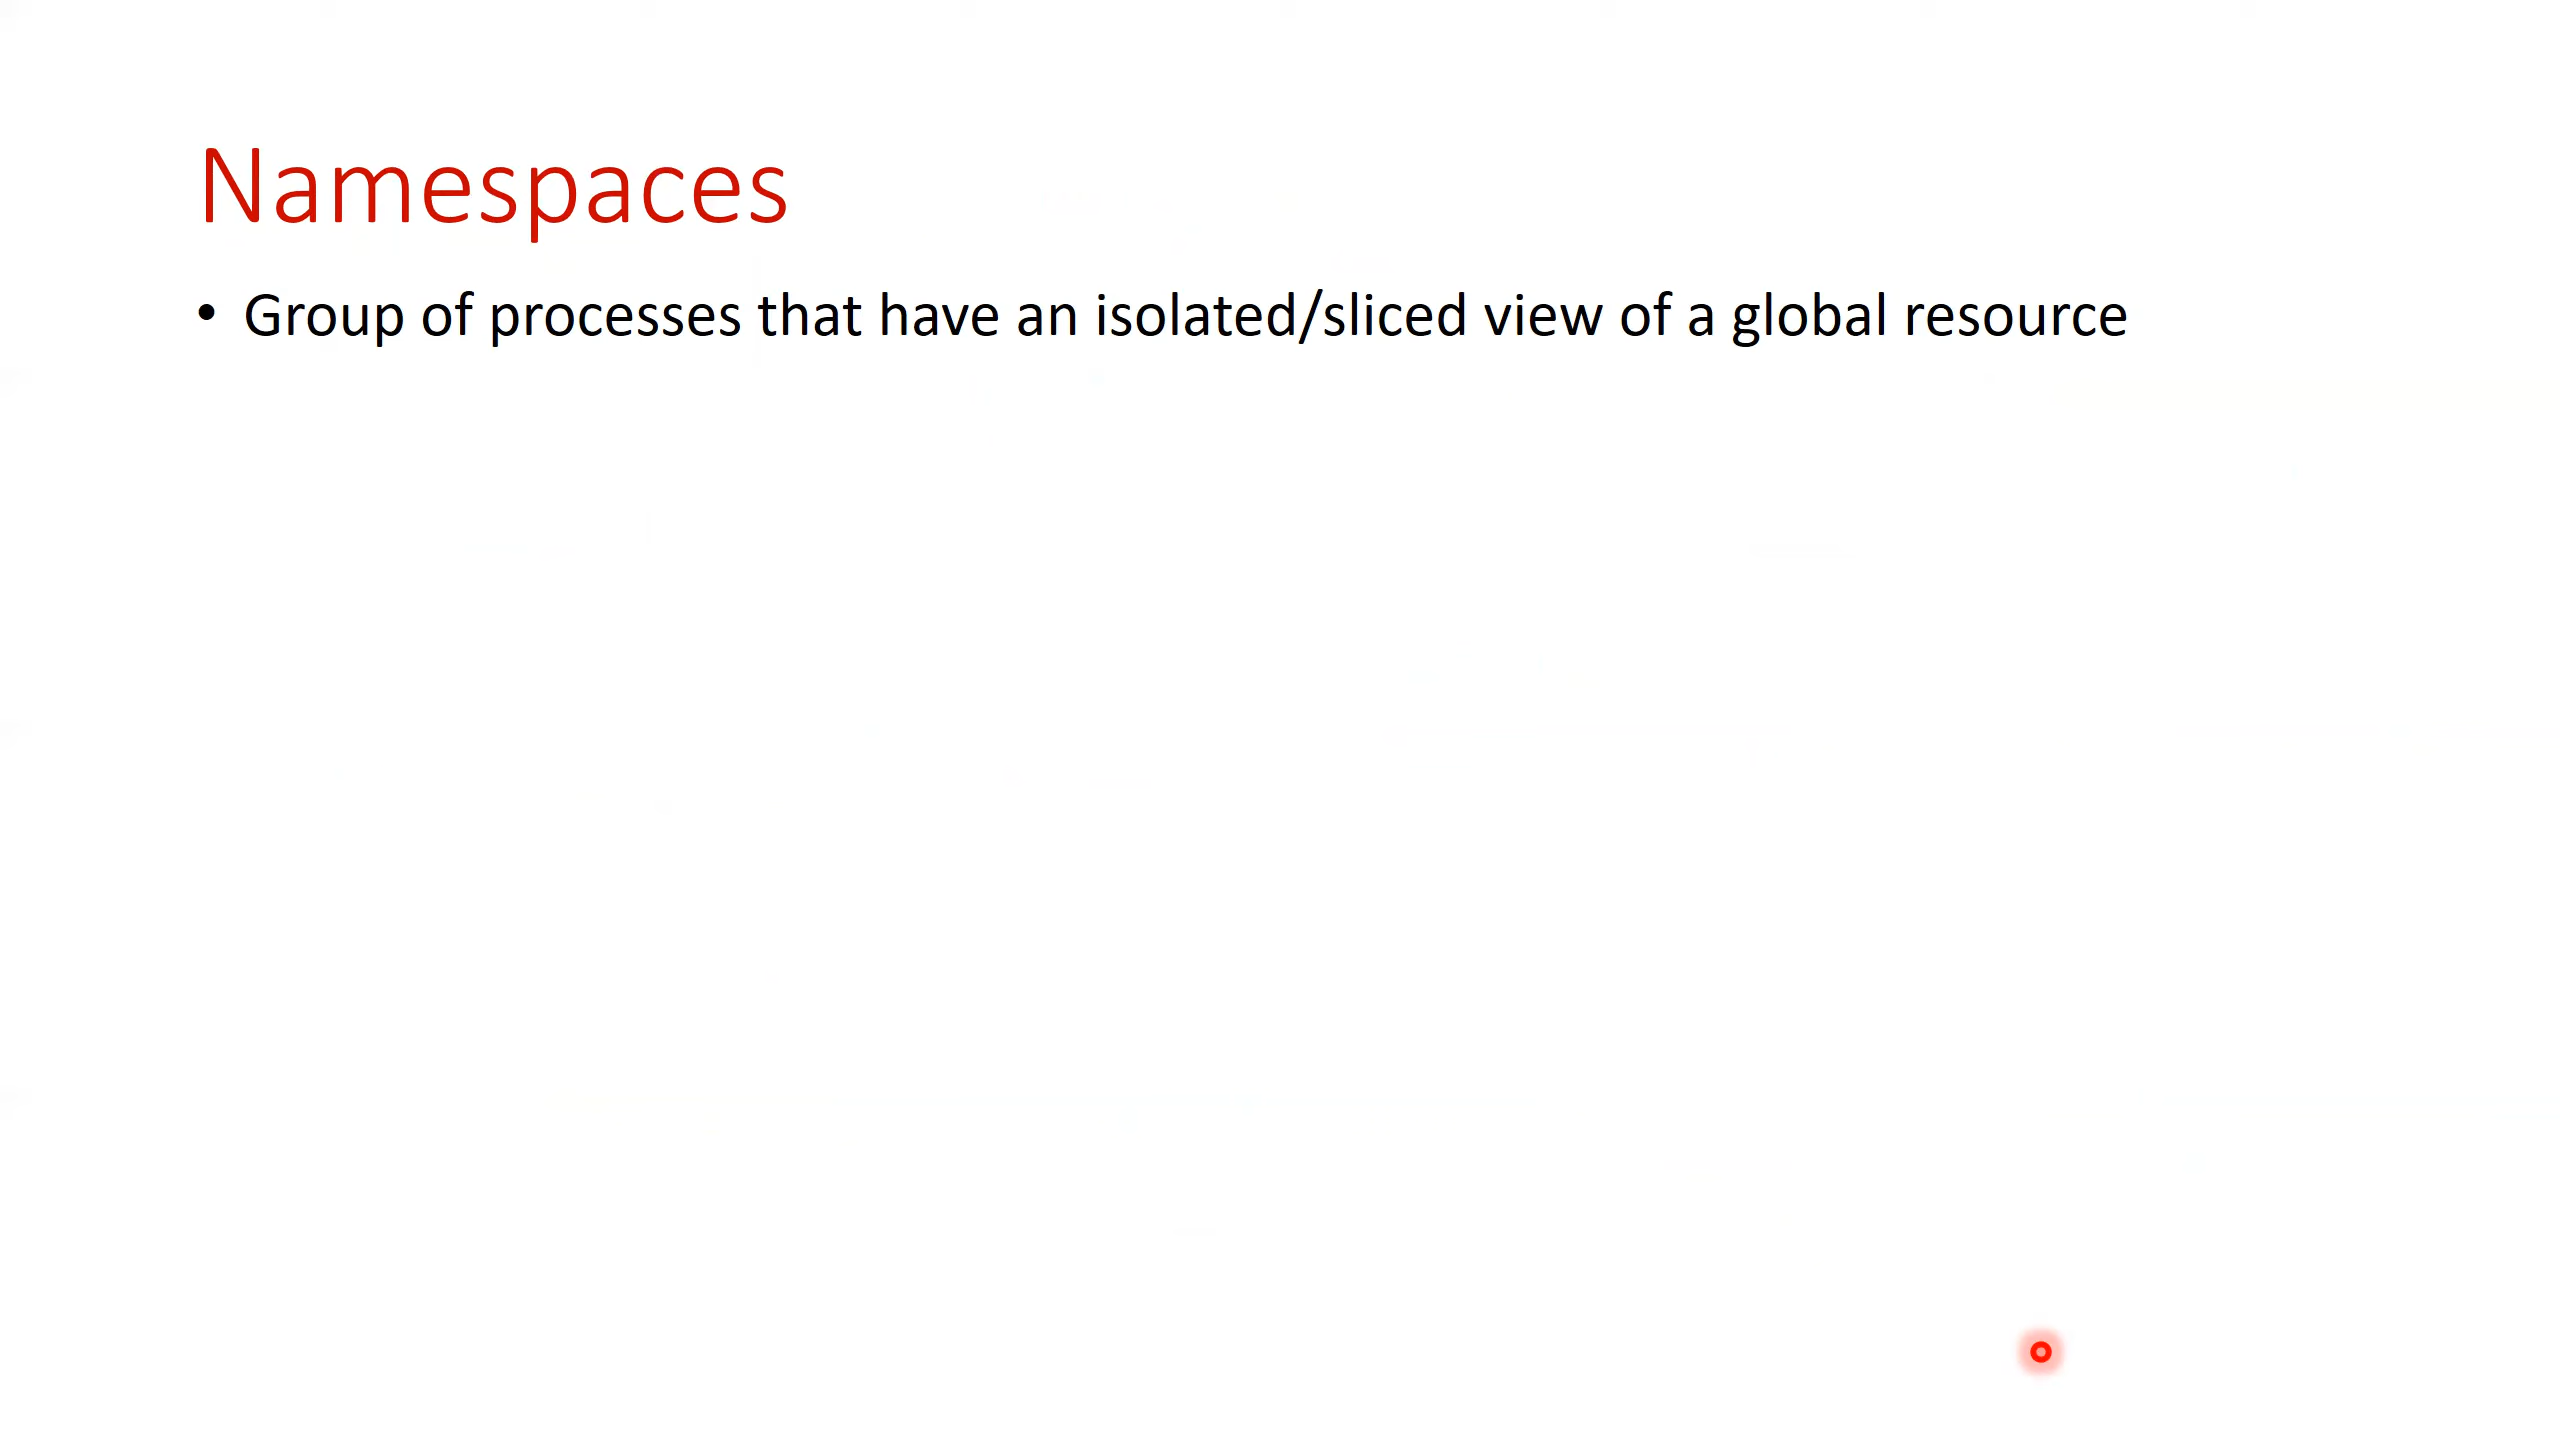 Namespaces
• Group of processes that have an isolated/sliced view of a global resource